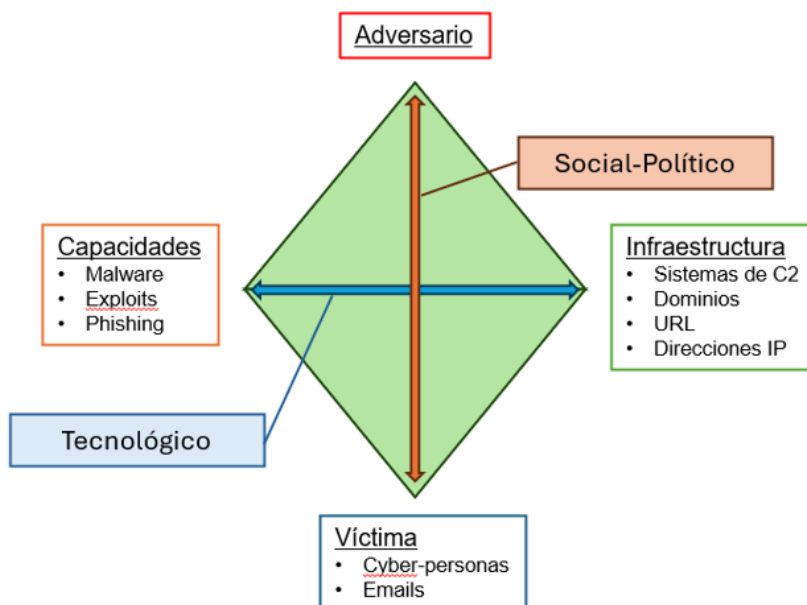 Adversario
Social-Político
Capacidades
• Malware
• Exploits
• Phishing
Infraestructura
• Sistemas de C2
• Dominios
• URL
• Direcciones IP
Tecnológico
Víctima
• Cyber-personas
• Emails